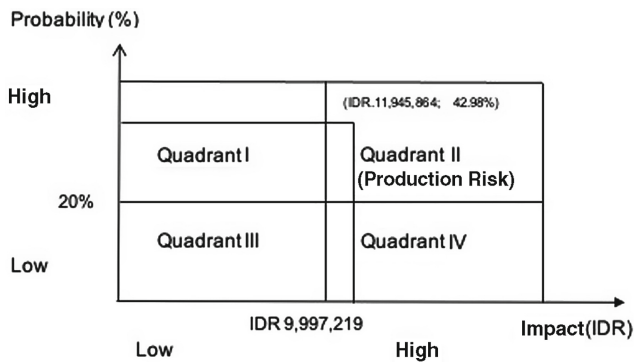 Probability (%)
High
(IDR.11,945,864; 42.98%)
Quadrant I
Quadrant II
(Production Risk)
20%
Quadrant III
Quadrant IV
Low
IDR 9,997,219
Impact(IDR)
Low
High